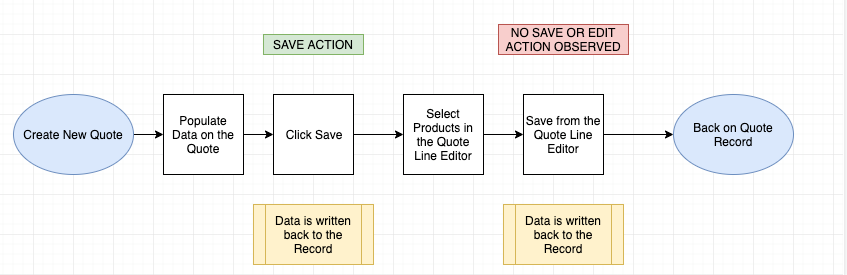 SAVE ACTION
NO SAVE OR EDIT
ACTION OBSERVED
Create New Quote
Populate
Data on the
Quote
Click Save
Select
Products in
the Quote
Line Editor
Save from the
Quote Line
Editor
Back on Quote
Record
Data is written
back to the
Record
Data is written
back to the
Record